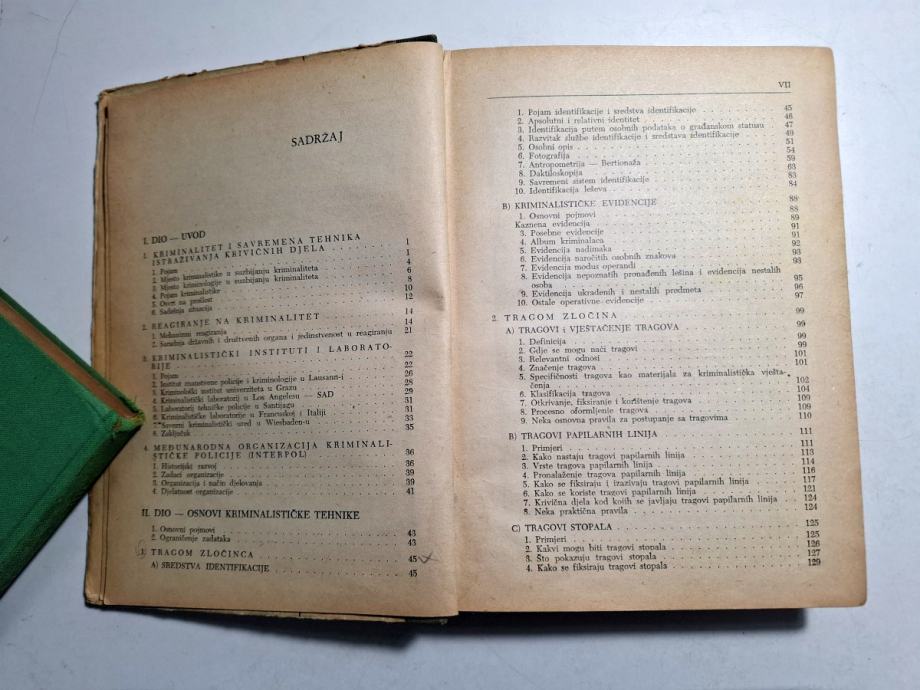 SADRŽAJ
I. DIO — UVOD
1. KRIMINALITET I SAVREMENA TEHNIKA
ISTRAŽIVANJA KRIVIČNIH DJELA 1
1. Pojam 1
2. Mjesto kriminalistike u suzbijanju kriminaliteta 4
3. Mjesto kriminologije u suzbijanju kriminaliteta 6
4. Pojam kriminalistike 8
5. Osvrt na prošlost 10
6. Sadašnja situacija 12
2. REAGIRANJE NA KRIMINALITET 14
1. Mehanizmi reagiranja 14
2. Saradnja državnih i društvenih organa i jedinstvenost u reagiranju 21
3. KRIMINALISTIČKI INSTITUTI I LABORATO-
RIJE 22
1. Pojam 22
2. Institut znanstvene policije i kriminologije u Lausann-i 26
3. Kriminološki institut univerziteta u Grazu 28
4. Kriminalistički laboratorij u Los Angelesu — SAD 29
5. Laboratorij tehničke policije u Santijagu 31
6. Kriminalističke laboratorije u Francuskoj i Italiji 31
7. Savezni kriminalistički ured u Wiesbaden-u 33
8. Zaključak 35
4. MEĐUNARODNA ORGANIZACIJA KRIMINALI-
STIČKE POLICIJE (INTERPOL) 36
1. Historijski razvoj 36
2. Zadaci organizacije 39
3. Organizacija i način djelovanja 39
4. Djelatnost organizacije 41
II. DIO — OSNOVI KRIMINALISTIČKE TEHNIKE
1. Osnovni pojmovi 43
2. Ograničenje zadataka 43
1. TRAGOM ZLOČINCA 45
A) SREDSTVA IDENTIFIKACIJE 45
VII
1. Pojam identifikacije i sredstva identifikacije 45
2. Apsolutni i relativni identitet 46
3. Identifikacija putem osobnih podataka o građanskom statusu 47
4. Razvitak službe identifikacije i sredstava identifikacije 49
5. Osobni opis 51
6. Fotografija 54
7. Antropometrija — Bertionaža 59
8. Daktiloskopija 63
9. Savremeni sistem identifikacije 83
10. Identifikacija leševa 84
B) KRIMINALISTIČKE EVIDENCIJE 88
1. Osnovni pojmovi 88
Kaznena evidencija 89
3. Posebne evidencije 91
4. Album kriminalaca 91
5. Evidencija nadimaka 92
6. Evidencija naročitih osobnih znakova 93
7. Evidencija modus operandi 93
8. Evidencija nepoznatih pronađenih lešina i evidencija nestalih
osoba 95
9. Evidencija ukradenih i nestalih predmeta 96
10. Ostale operativne evidencije 97
2. TRAGOM ZLOČINA 99
A) TRAGOVI i VJEŠTAČENJE TRAGOVA 99
1. Definicija 99
2. Gdje se mogu naći tragovi 100
3. Relevantni odnosi 101
4. Značenje tragova 101
5. Specifičnosti tragova kao materijala za kriminalistička vješta-
čenja 102
6. Klasifikacija tragova 104
7. Otkrivanje, fiksiranje i korištenje tragova 109
8. Procesno oformljenje tragova 109
9. Neka osnovna pravila za postupanje sa tragovima 110
B) TRAGOVI PAPILARNIH LINIJA 111
1. Primjeri 111
2. Kako nastaju tragovi papilarnih linija 113
3. Vrste tragova papilarnih linija 114
4. Pronalaženje tragova papilarnih linija 116
5. Kako se fiksiraju i izazivaju tragovi papilarnih linija 117
6. Kako se koriste tragovi papilarnih linija 121
7. Krivična djela kod kojih se javljaju tragovi papilarnih linija 124
8. Neka praktična pravila 124
C) TRAGOVI STOPALA 125
1. Primjeri 125
2. Kakvi mogu biti tragovi stopala 126
3. Što pokazuju tragovi stopala 127
4. Kako se fiksiraju tragovi stopala 129